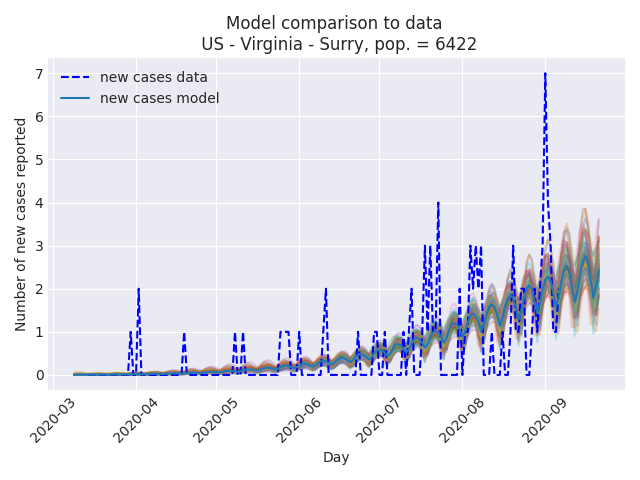 Model comparison to data
US - Virginia - Surry, pop. = 6422
new cases data
new cases model
Number of new cases reported
7
6
5
4
3
2
1
0
2020-03
2020-04
2020-05
2020-06
2020-07
2020-08
2020-09
Day